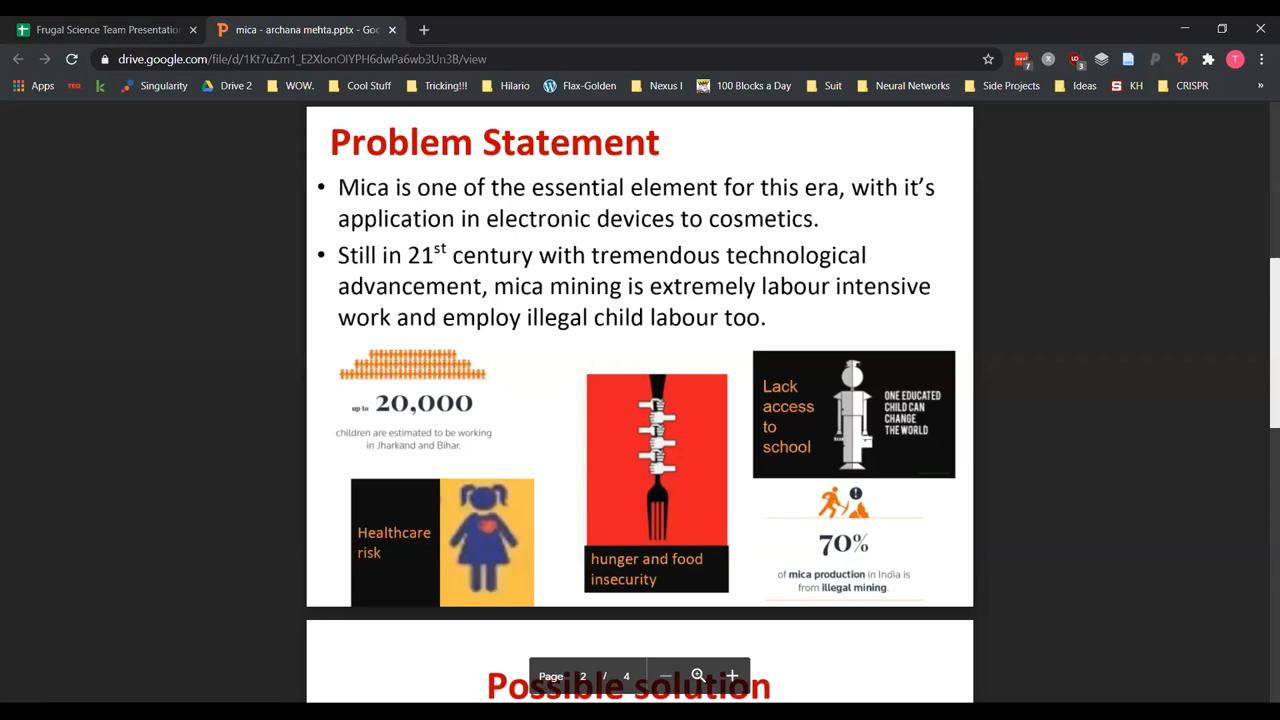 Frugal Science Team Presentation
mica - archana mehta.pptx - Goo
drive.google.com/file/d/1Kt7uZm1_E2XIonOIYPH6dwPa6wb3Un3B/view
Apps
TED
Singularity
Drive 2
WOW.
Cool Stuff
Tricking!!!
Hilario
Flax-Golden
Nexus I
100 Blocks a Day
Suit
Neural Networks
Side Projects
Ideas
KH
CRISPR
»
Problem Statement
• Mica is one of the essential element for this era, with it's
application in electronic devices to cosmetics.
• Still in 21st century with tremendous technological
advancement, mica mining is extremely labour intensive
work and employ illegal child labour too.
up to 20,000
children are estimated to be working
in Jharkand and Bihar.
Healthcare
risk
hunger and food
insecurity
Lack
access
to
school
ONE EDUCATED
CHILD CAN
CHANGE
THE WORLD
70%
of mica production in India is
from illegal mining.
Possible solution
Page 2 / 4